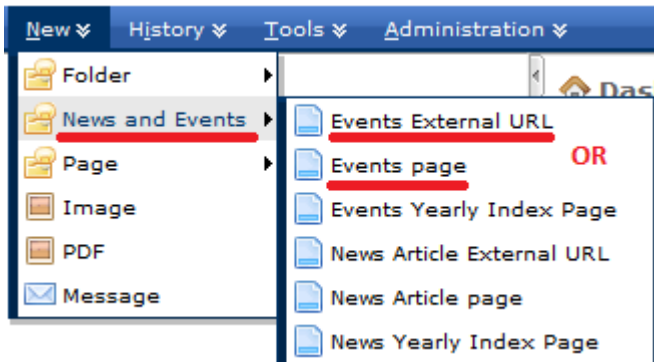 New History Tools Administration
Folder
Das
News and Events
Events External URL
OR
Page
Events page
Image
Events Yearly Index Page
PDF
News Article External URL
Message
News Article page
News Yearly Index Page